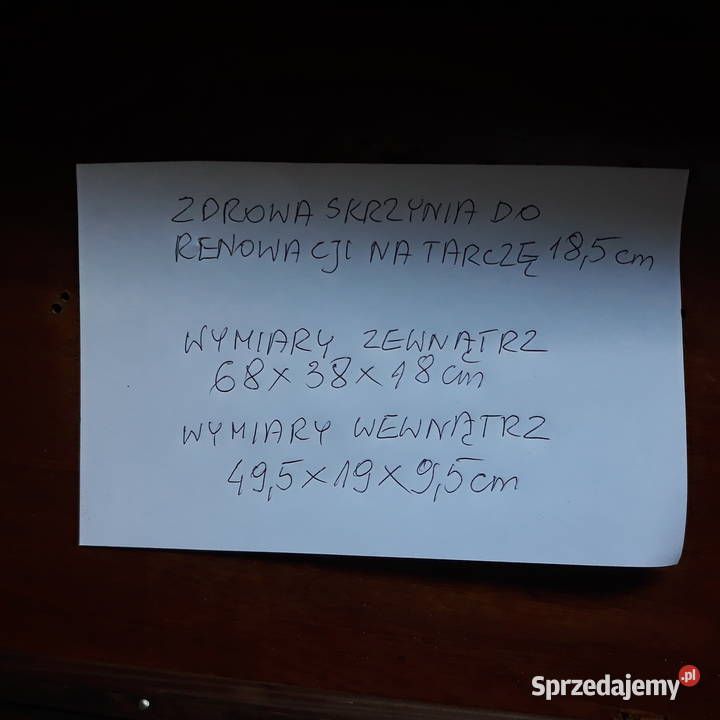 ZDROWA SKRZYNIA DO
RENOWACJI NA TARCZĘ 18,5 cm
WYMIARY ZEWNĄTRZ
68 x 38 x 18 cm
WYMIARY WEWNĄTRZ
49,5 x 19 x 9,5 cm
Sprzedajemy.pl